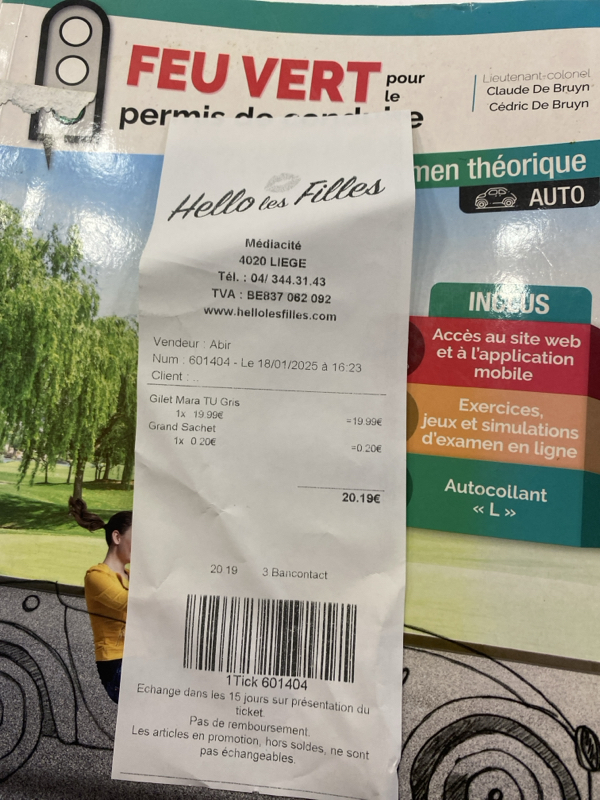 FEU VERT pour
le
permis de conduire
Lieutenant-colonel
Claude De Bruyn
Cédric De Bruyn
men théorique
AUTO
INCLUS
Accès au site web
et à l'application
mobile
Exercices,
jeux et simulations
d'examen en ligne
Autocollant
« L »
Hello les Filles
Médiacité
4020 LIEGE
Tél. : 04/ 344.31.43
TVA : BE837 062 092
www.hellolesfilles.com
Vendeur : Abir
Num : 601404 - Le 18/01/2025 à 16:23
Client : ..
Gilet Mara TU Gris
1x 19.99€ =19.99€
Grand Sachet
1x 0.20€ =0.20€
20.19€
20.19 3 Bancontact
1Tick 601404
Echange dans les 15 jours sur présentation du
ticket.
Pas de remboursement.
Les articles en promotion, hors soldes, ne sont
pas échangeables.